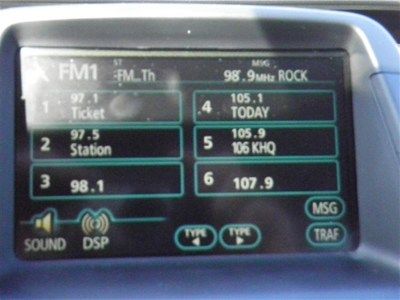 FM1 ST -FM...Th MSG 98.9MHz ROCK
1 97.1 Ticket
4 105.1 TODAY
2 97.5 Station
5 105.9 106 KHQ
3 98.1
6 107.9
MSG
SOUND DSP TYPE TYPE TRAF